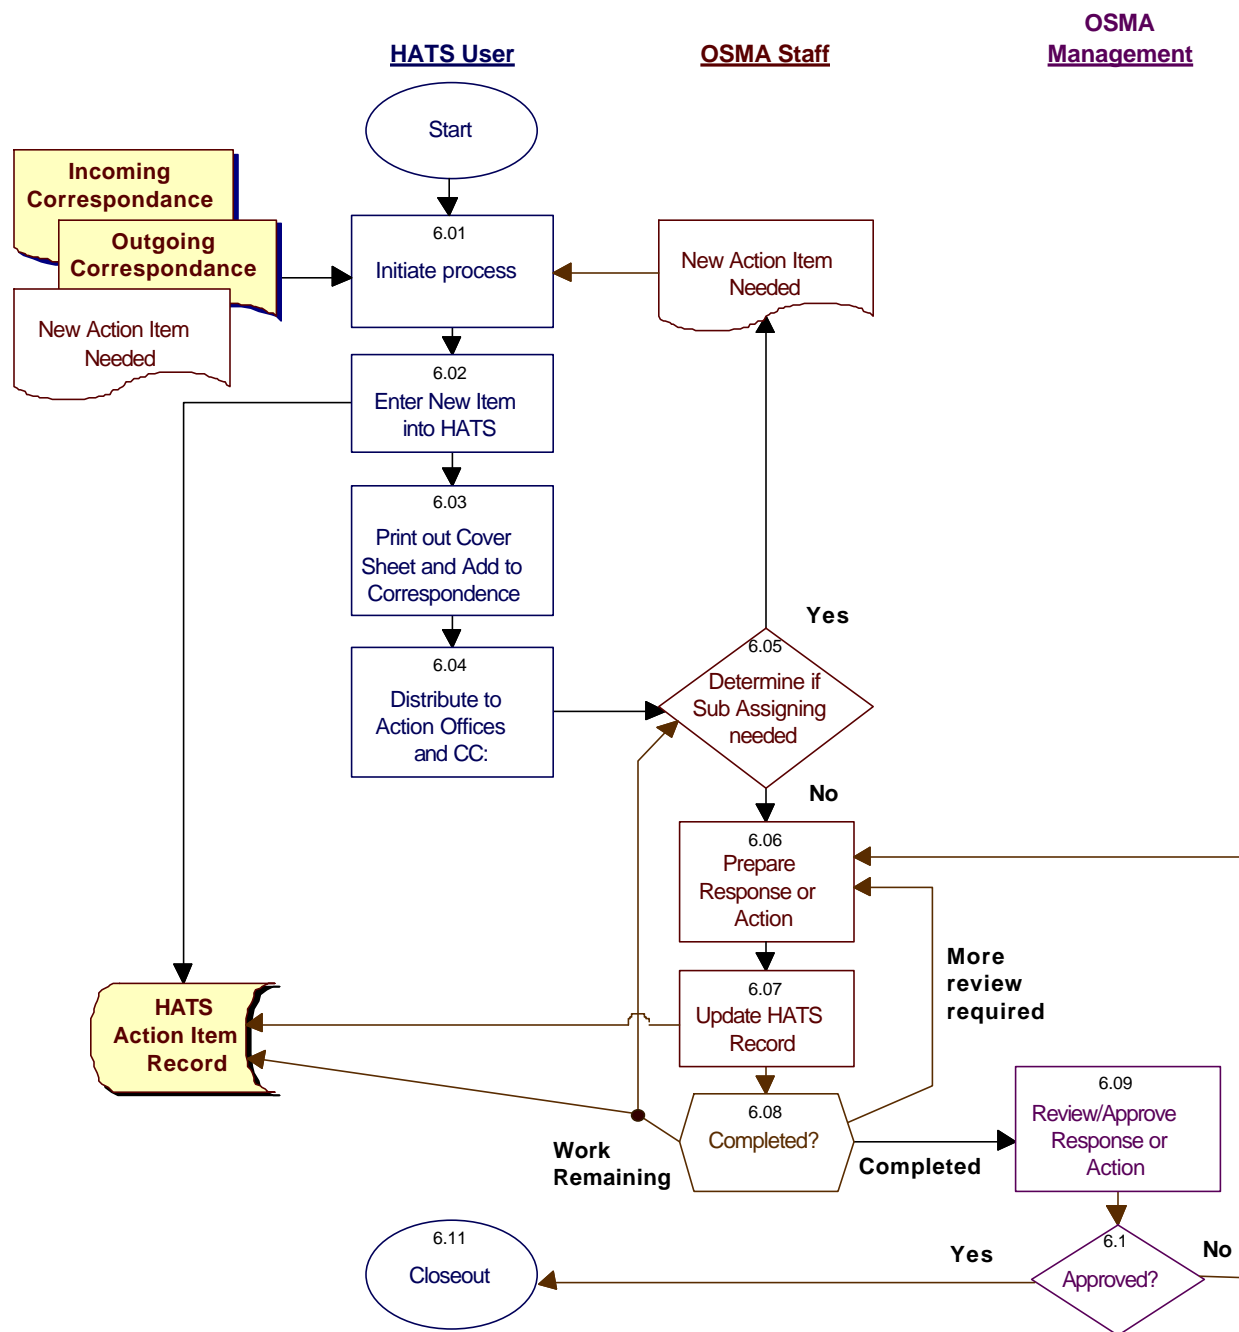 HATS User
OSMA Staff
OSMA
Management
Start
Incoming
Correspondance
Outgoing
Correspondance
New Action Item
Needed
6.01
Initiate process
New Action Item
Needed
6.02
Enter New Item
into HATS
6.03
Print out Cover
Sheet and Add to
Correspondence
6.04
Distribute to
Action Offices
and CC:
Yes
6.05
Determine if
Sub Assigning
needed
No
6.06
Prepare
Response or
Action
More
review
required
6.07
Update HATS
Record
HATS
Action Item
Record
6.08
Completed?
Work
Remaining
Completed
6.09
Review/Approve
Response or
Action
6.1
Approved?
Yes
No
6.11
Closeout